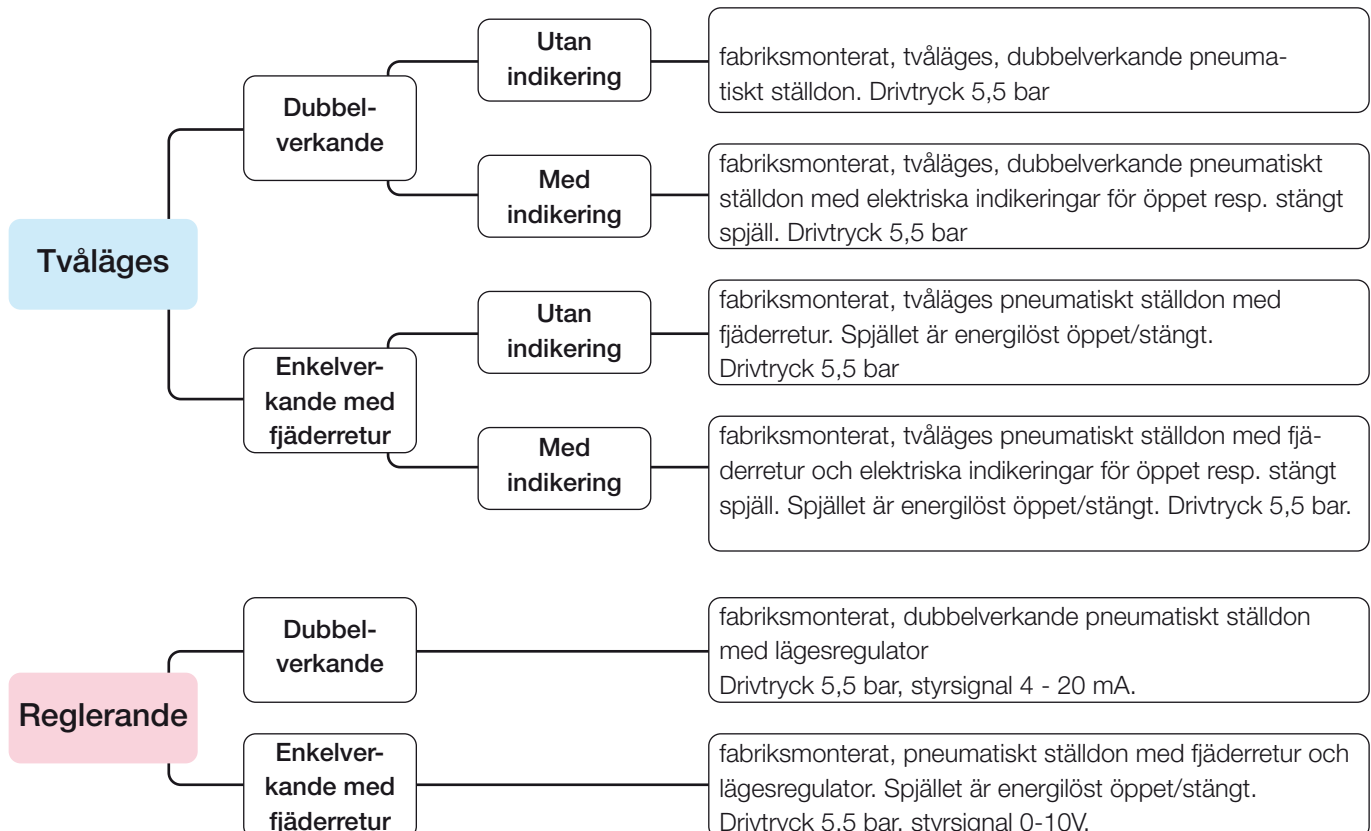 Tvåläges
Dubbel-
verkande
Utan
indikering
fabriksmonterat, tvåläges, dubbelverkande pneuma-
tiskt ställdon. Drivtryck 5,5 bar
Med
indikering
fabriksmonterat, tvåläges, dubbelverkande pneumatiskt
ställdon med elektriska indikeringar för öppet resp. stängt
spjäll. Drivtryck 5,5 bar
Enkelver-
kande med
fjäderretur
Utan
indikering
fabriksmonterat, tvåläges pneumatiskt ställdon med
fjäderretur. Spjället är energilöst öppet/stängt.
Drivtryck 5,5 bar
Med
indikering
fabriksmonterat, tvåläges pneumatiskt ställdon med fjä-
derretur och elektriska indikeringar för öppet resp. stängt
spjäll. Spjället är energilöst öppet/stängt. Drivtryck 5,5 bar.
Reglerande
Dubbel-
verkande
fabriksmonterat, dubbelverkande pneumatiskt ställdon
med lägesregulator
Drivtryck 5,5 bar, styrsignal 4 - 20 mA.
Enkelver-
kande med
fjäderretur
fabriksmonterat, pneumatiskt ställdon med fjäderretur och
lägesregulator. Spjället är energilöst öppet/stängt.
Drivtryck 5,5 bar, styrsignal 0-10V.